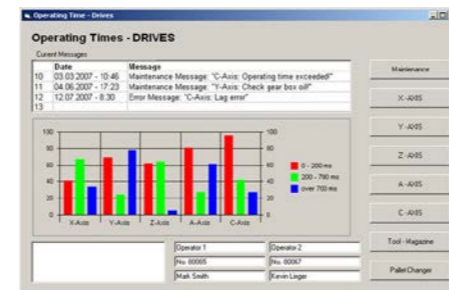 Operating Time - Drives
Operating Times - DRIVES
Current Messages
Date Message
10 03.03.2007 - 10:46 Maintenance Message: "C-Axis: Operating time exceeded!"
11 04.06.2007 - 17:23 Maintenance Message: "Y-Axis: Check gear box oil!"
12 12.07.2007 - 8:30 Error Message: "C-Axis: Lag error"
13
Maintenance
X - AXIS
Y - AXIS
Z - AXIS
A - AXIS
C - AXIS
Tool - Magazine
Pallet Changer
100 100
80 80
60 60
40 40
20 20
0 0
X-Axis Y-Axis Z-Axis A-Axis C-Axis
0 - 200 ms
200 - 790 ms
over 700 ms
Operator 1 Operator 2
No. 80065 No. 80067
Mark Smith Kevin Lieger